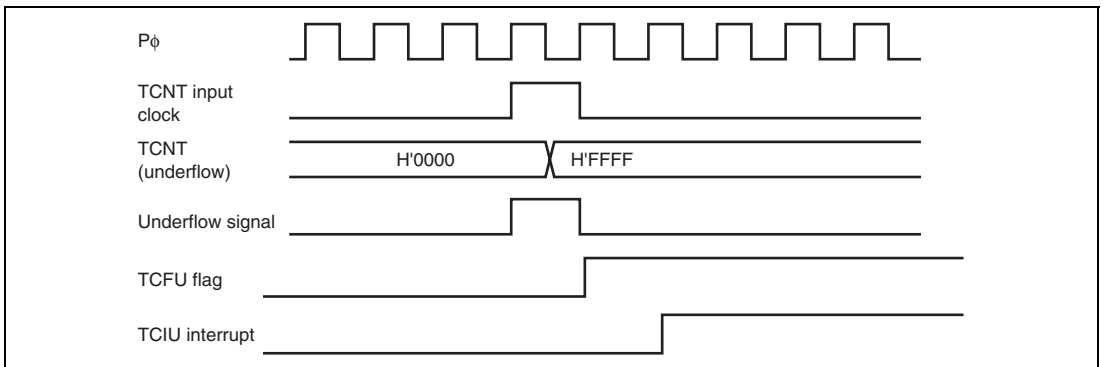 Pϕ
TCNT input
clock
TCNT
(underflow)
H'0000
H'FFFF
Underflow signal
TCFU flag
TCIU interrupt